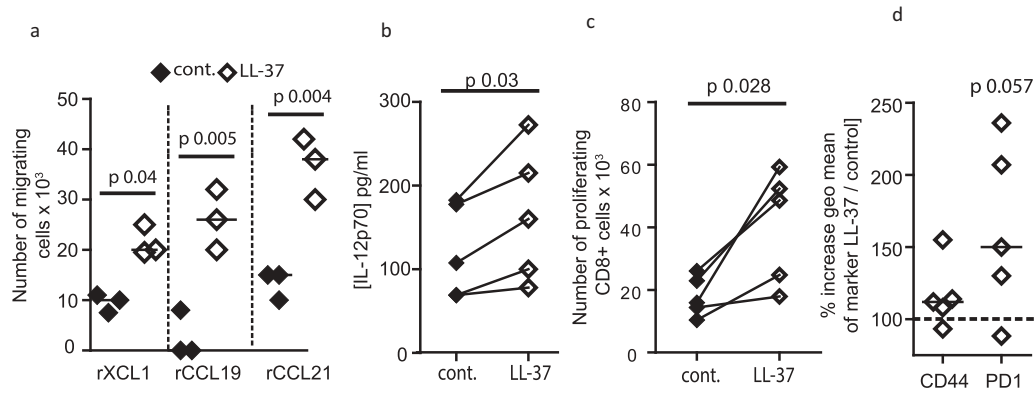 a
cont. LL-37
p 0.04
p 0.005
p 0.004
Number of migrating
cells x 10³
50
40
30
20
10
0
rXCL1 rCCL19 rCCL21
b
p 0.03
[IL-12p70] pg/ml
300
200
100
0
cont. LL-37
c
p 0.028
Number of proliferating
CD8+ cells x 10³
80
60
40
20
0
cont. LL-37
d
p 0.057
% increase geo mean
of marker LL-37 / control]
250
200
150
100
CD44 PD1